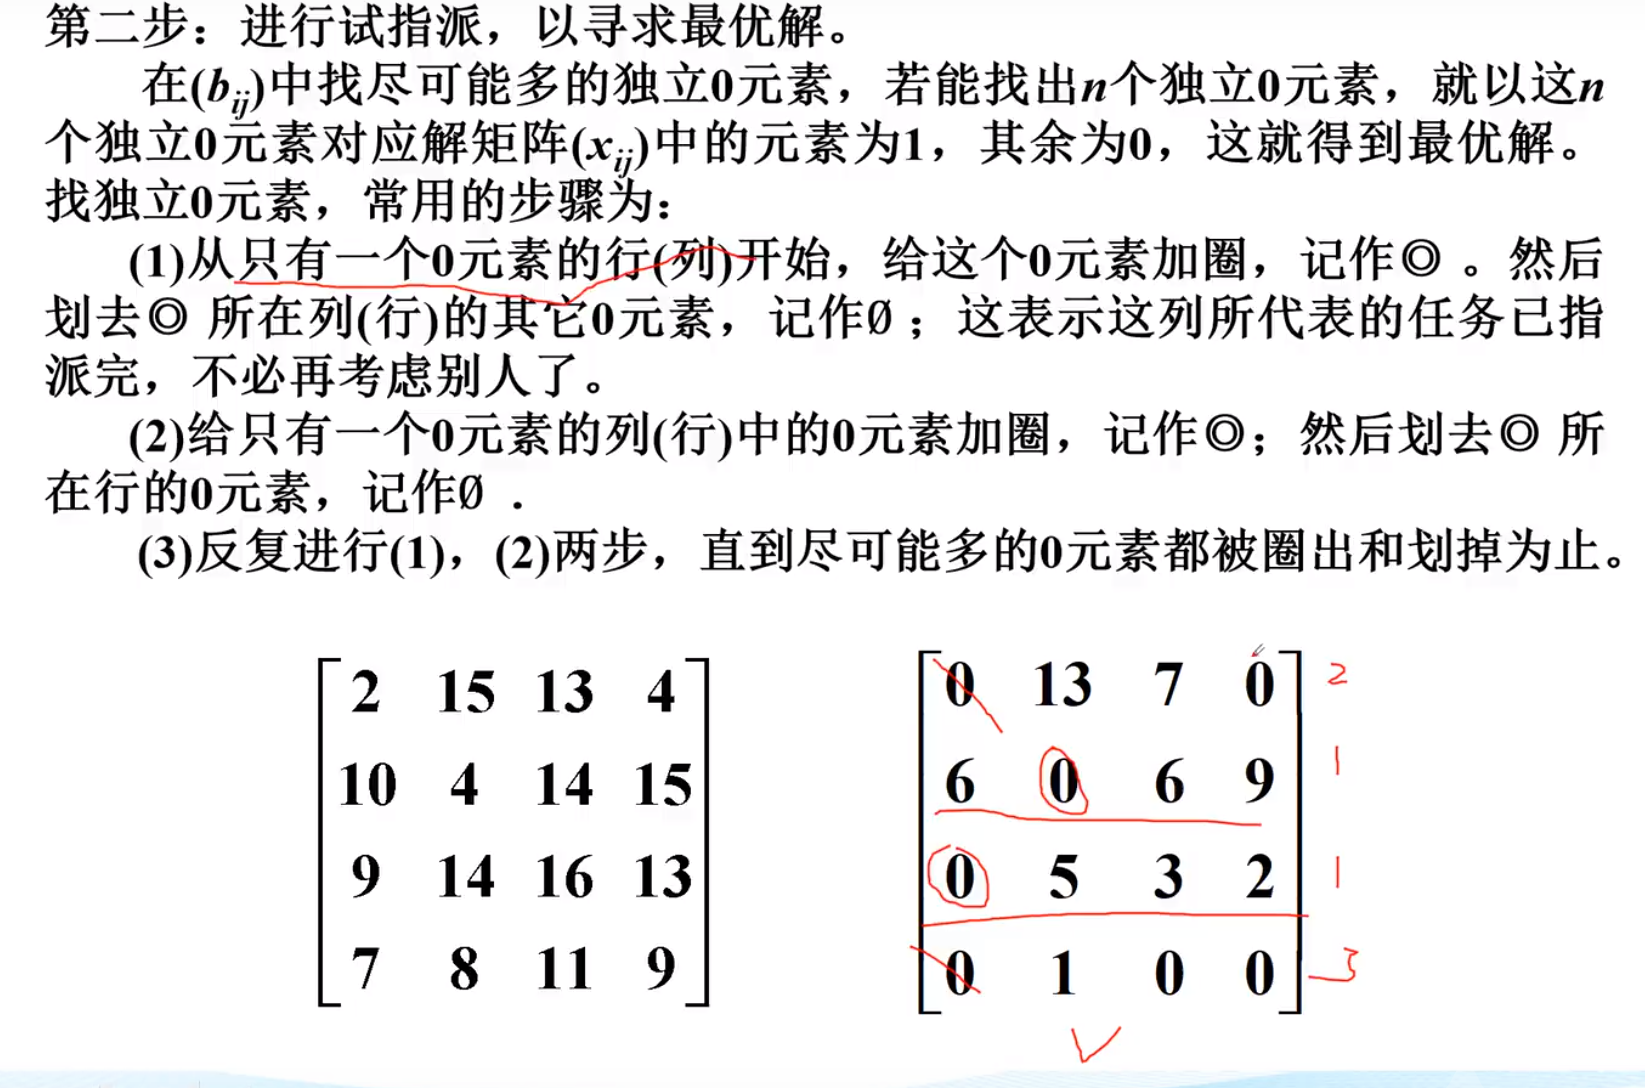 第二步：进行试指派，以寻求最优解。
在(bij)中找尽可能多的独立0元素，若能找出n个独立0元素，就以这n
个独立0元素对应解矩阵(xij)中的元素为1，其余为0，这就得到最优解。
找独立0元素，常用的步骤为：
(1)从只有一个0元素的行(列)开始，给这个0元素加圈，记作◎ 。然后
划去◎ 所在列(行)的其它0元素，记作Ø ；这表示这列所代表的任务已指
派完，不必再考虑别人了。
(2)给只有一个0元素的列(行)中的0元素加圈，记作◎；然后划去◎ 所
在行的0元素，记作Ø ．
(3)反复进行(1)，(2)两步，直到尽可能多的0元素都被圈出和划掉为止。
2 15 13 4
10 4 14 15
9 14 16 13
7 8 11 9
0 13 7 0 2
6 0 6 9 1
0 5 3 2 1
0 1 0 0 3